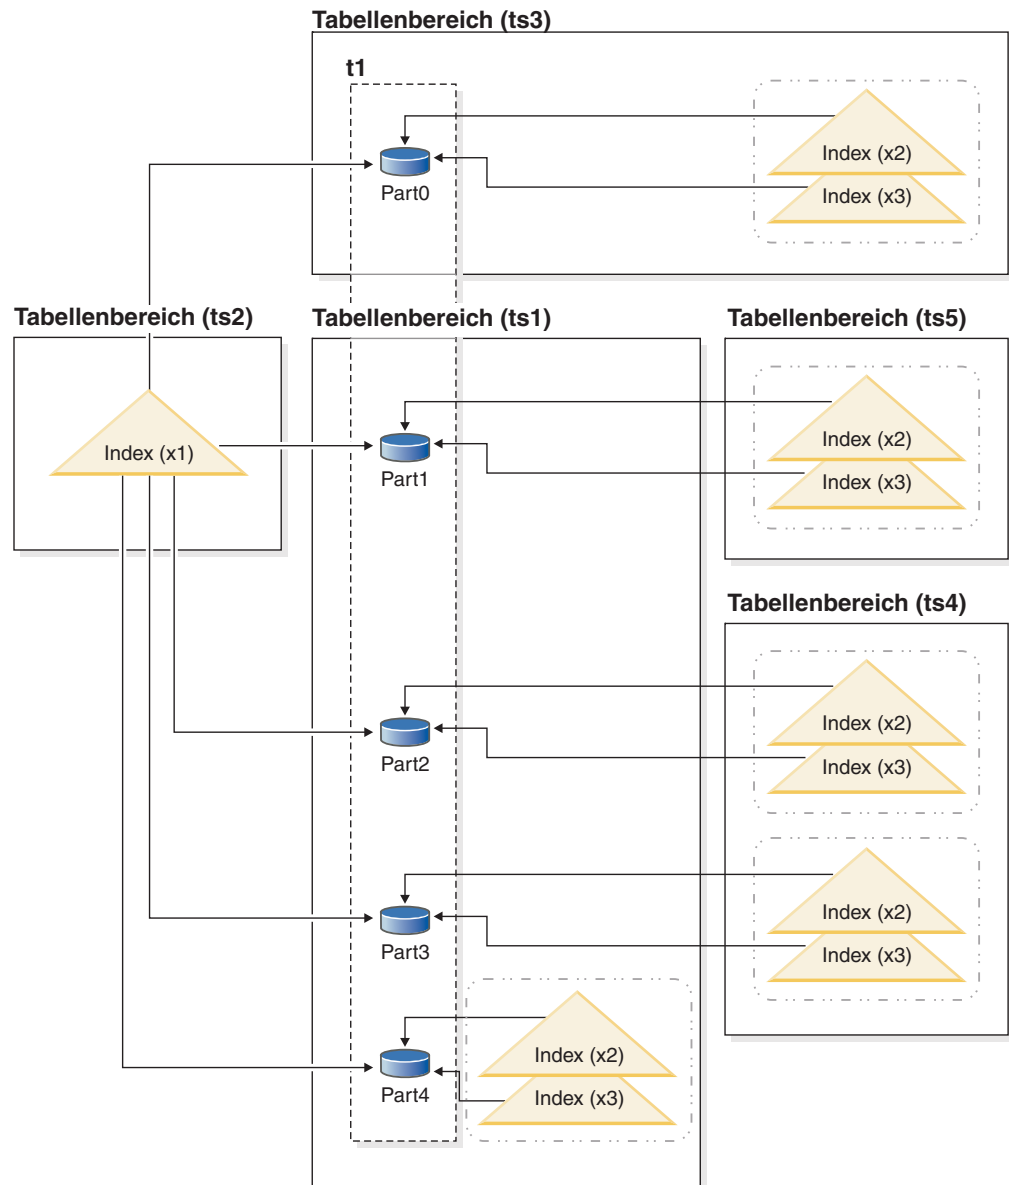 Tabellenbereich (ts3)
t1
Part0
Index (x2)
Index (x3)
Tabellenbereich (ts2)
Index (x1)
Tabellenbereich (ts1)
Part1
Part2
Part3
Part4
Index (x2)
Index (x3)
Tabellenbereich (ts5)
Index (x2)
Index (x3)
Tabellenbereich (ts4)
Index (x2)
Index (x3)
Index (x2)
Index (x3)